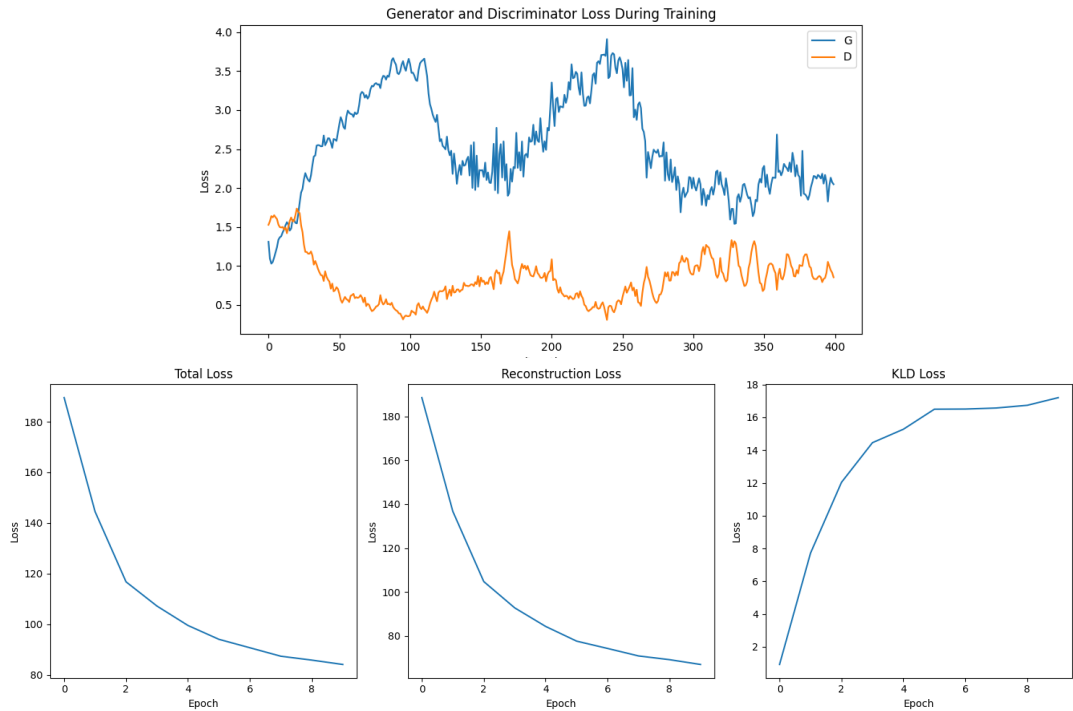 Generator and Discriminator Loss During Training
G
D
Loss
4.0
3.5
3.0
2.5
2.0
1.5
1.0
0.5
0 50 100 150 200 250 300 350 400
Total Loss
Loss
180
160
140
120
100
80
0 2 4 6 8
Epoch
Reconstruction Loss
Loss
180
160
140
120
100
80
0 2 4 6 8
Epoch
KLD Loss
Loss
18
16
14
12
10
8
6
4
2
0 2 4 6 8
Epoch